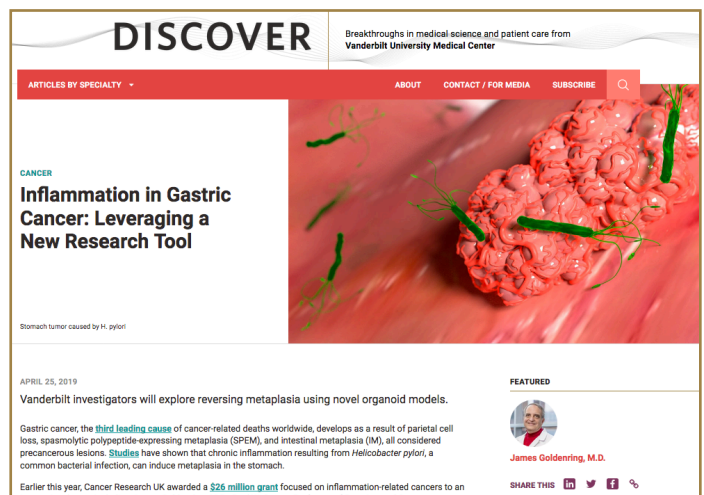 DISCOVER
Breakthroughs in medical science and patient care from
Vanderbilt University Medical Center
ARTICLES BY SPECIALTY
ABOUT
CONTACT / FOR MEDIA
SUBSCRIBE
CANCER
Inflammation in Gastric
Cancer: Leveraging a
New Research Tool
Stomach tumor caused by H. pylori
APRIL 25, 2019
Vanderbilt investigators will explore reversing metaplasia using novel organoid models.
Gastric cancer, the third leading cause of cancer-related deaths worldwide, develops as a result of parietal cell
loss, spasmolytic polypeptide-expressing metaplasia (SPEM), and intestinal metaplasia (IM), all considered
precancerous lesions. Studies have shown that chronic inflammation resulting from Helicobacter pylori, a
common bacterial infection, can induce metaplasia in the stomach.
Earlier this year, Cancer Research UK awarded a $26 million grant focused on inflammation-related cancers to an
FEATURED
James Goldenring, M.D.
SHARE THIS